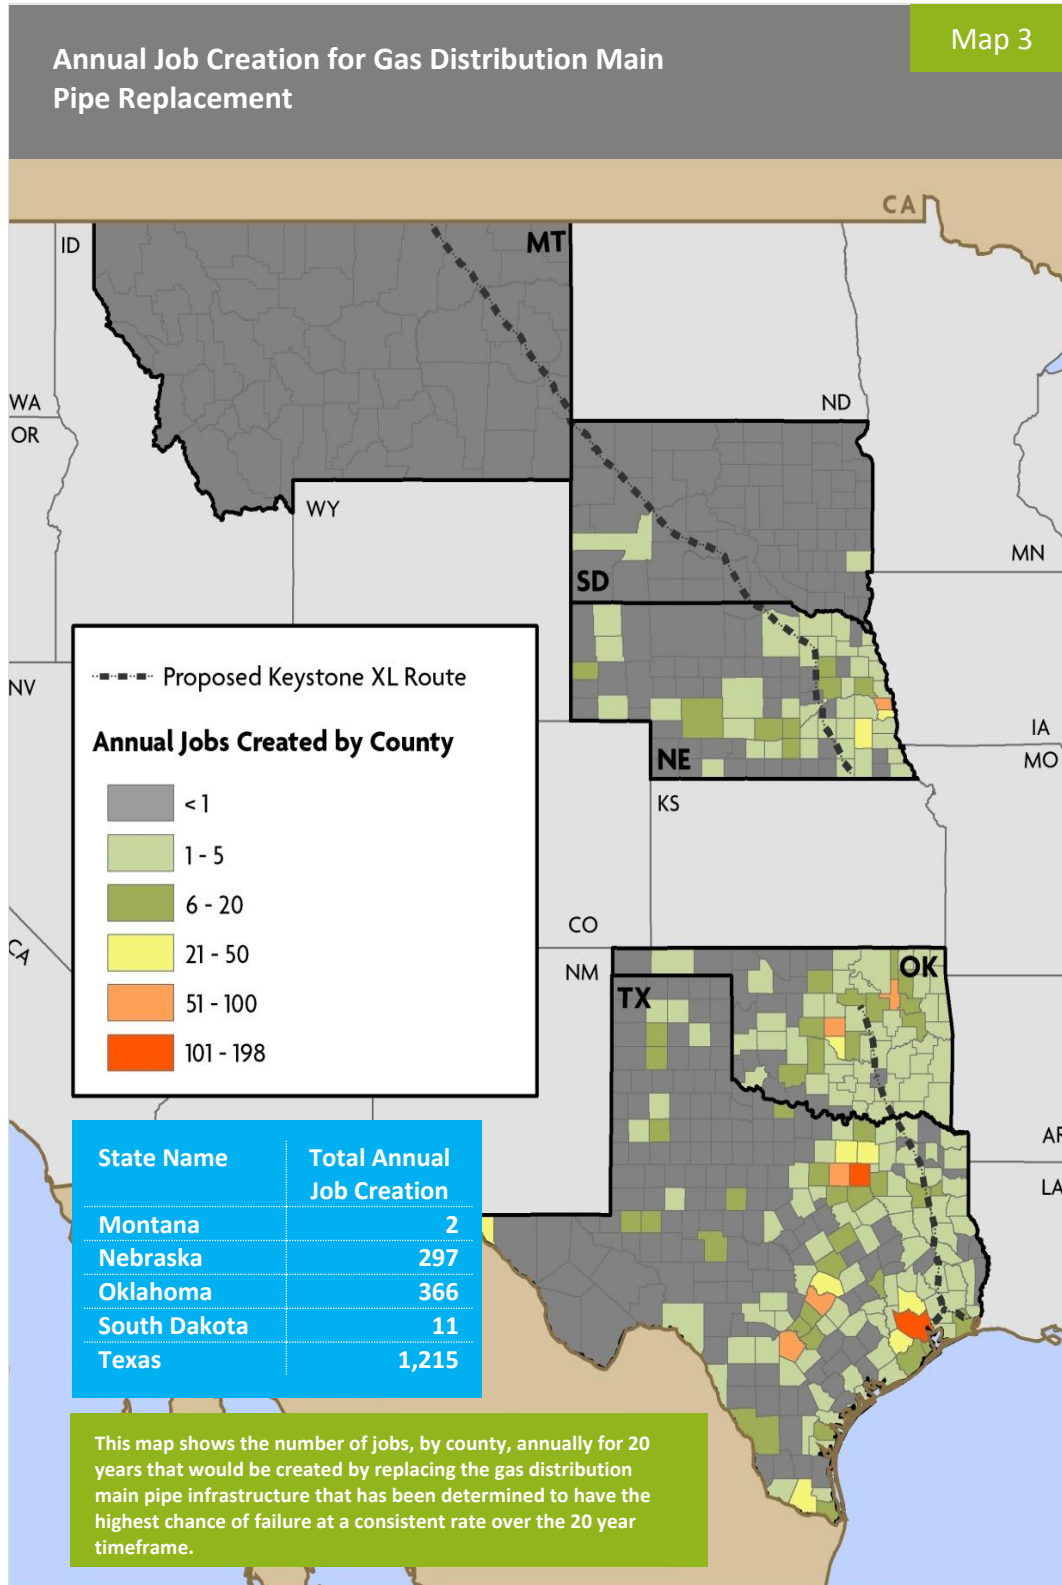 Annual Job Creation for Gas Distribution Main
Pipe Replacement
Map 3
CA
ID
MT
WA
OR
ND
WY
MN
SD
NV
IA
MO
NE
KS
CO
NM
CA
OK
TX
AR
LA
Proposed Keystone XL Route
Annual Jobs Created by County
< 1
1 - 5
6 - 20
21 - 50
51 - 100
101 - 198
State Name Total Annual
Job Creation
Montana 2
Nebraska 297
Oklahoma 366
South Dakota 11
Texas 1,215
This map shows the number of jobs, by county, annually for 20
years that would be created by replacing the gas distribution
main pipe infrastructure that has been determined to have the
highest chance of failure at a consistent rate over the 20 year
timeframe.